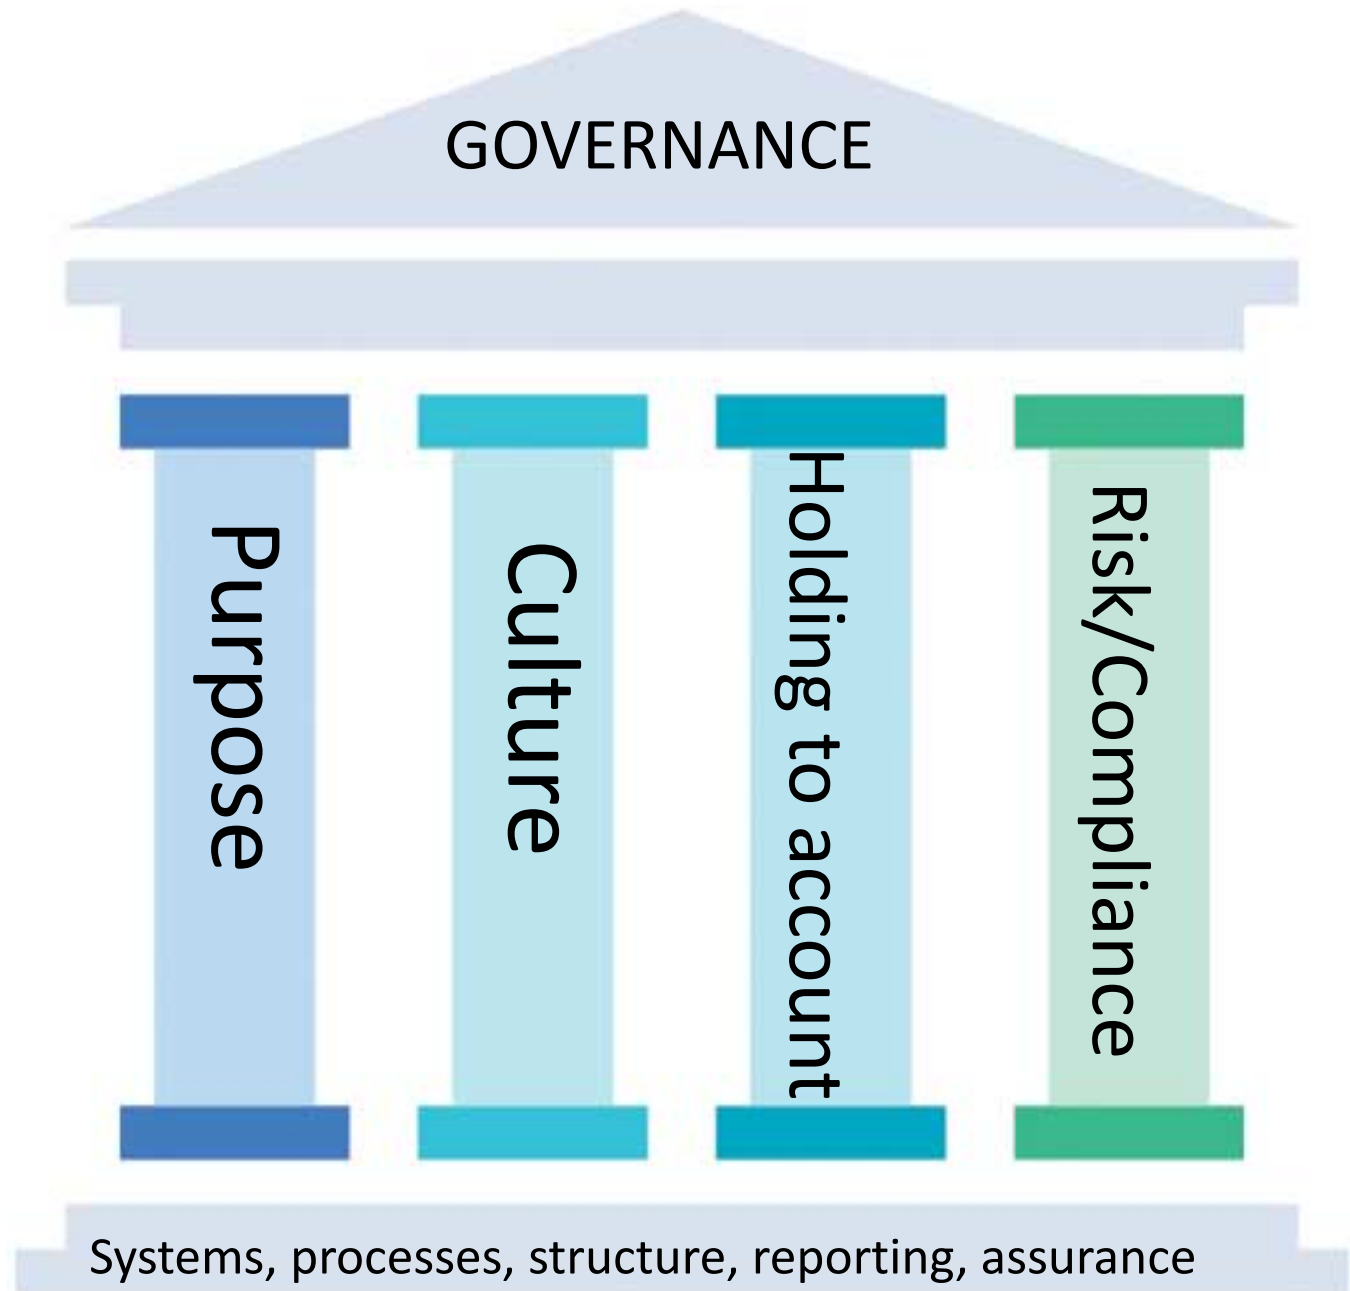 GOVERNANCE
Purpose
Culture
Holding to account
Risk/Compliance
Systems, processes, structure, reporting, assurance